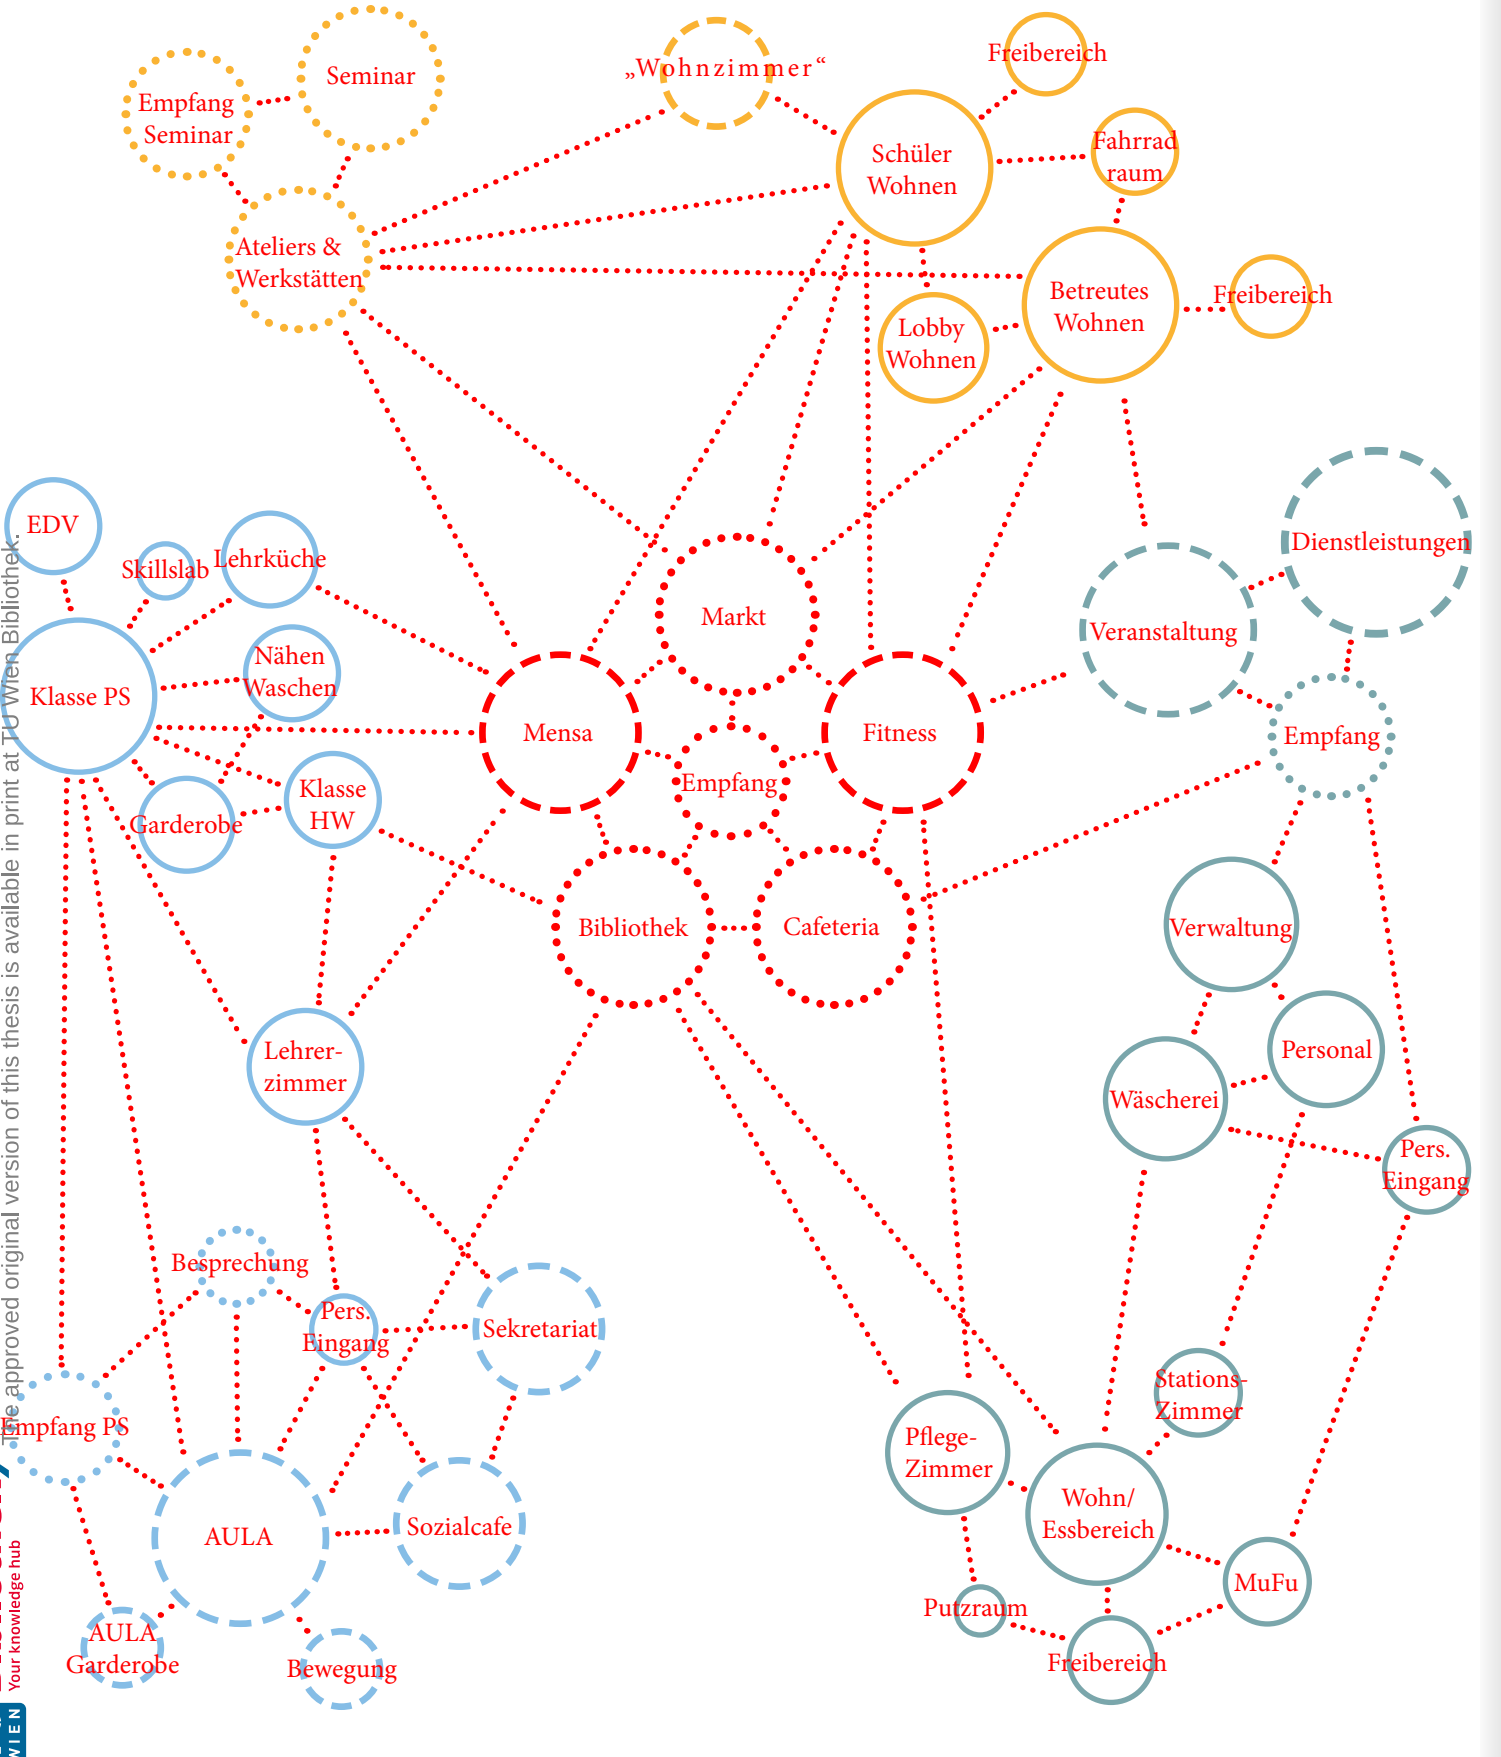 Seminar
Empfang
Seminar
Ateliers &
Werkstätten
„Wohnzimmer“
Freibereich
Schüler
Wohnen
Fahrrad
raum
Betreutes
Wohnen
Freibereich
Lobby
Wohnen
EDV
Skillslab
Lehrküche
Nähen
Waschen
Klasse PS
Klasse
HW
Garderobe
Markt
Mensa
Fitness
Empfang
Bibliothek
Cafeteria
Dienstleistungen
Veranstaltung
Empfang
Verwaltung
Personal
Wäscherei
Pers.
Eingang
Lehrer-
zimmer
Besprechung
Pers.
Eingang
Sekretariat
Empfang PS
AULA
Sozialcafe
AULA
Garderobe
Bewegung
Stations-
Zimmer
Pflege-
Zimmer
Wohn/
Essbereich
MuFu
Putzraum
Freibereich
The approved original version of this thesis is available in print at TU Wien Bibliothek.
Your knowledge hub
WIEN